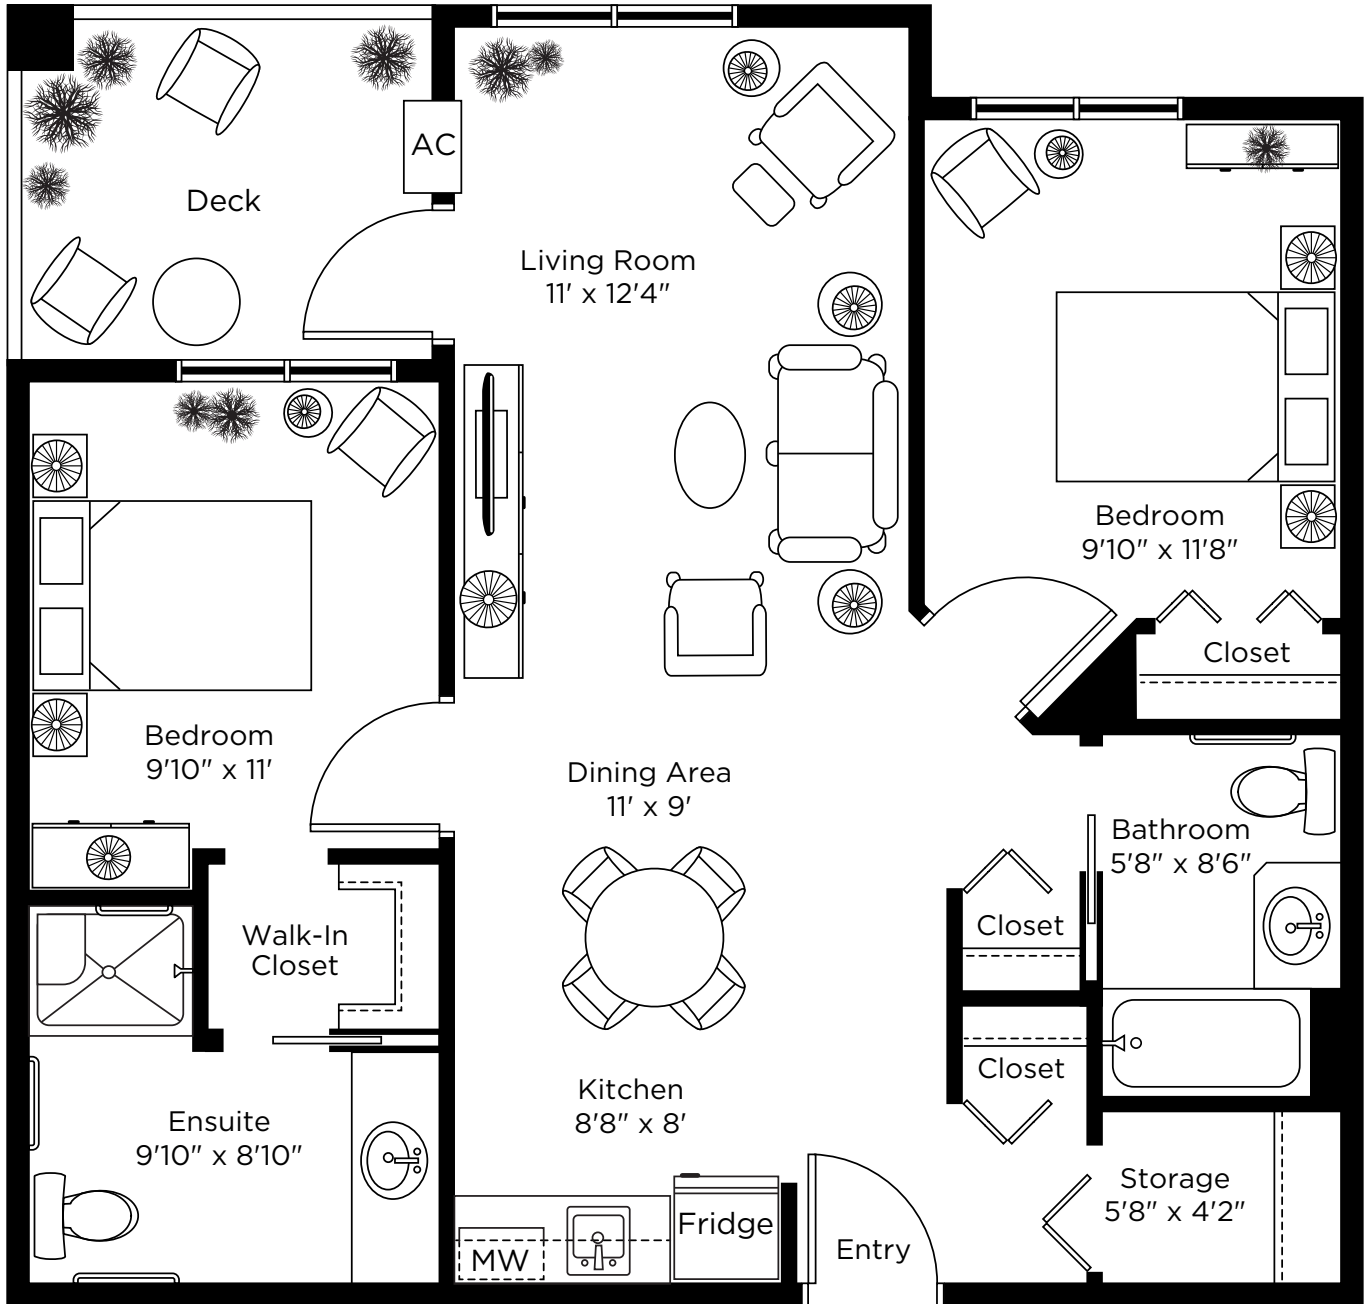 AC
Deck
Living Room
11' x 12'4"
Bedroom
9'10" x 11'8"
Closet
Bedroom
9'10" x 11'
Dining Area
11' x 9'
Bathroom
5'8" x 8'6"
Closet
Walk-In
Closet
Closet
Kitchen
8'8" x 8'
Ensuite
9'10" x 8'10"
Storage
5'8" x 4'2"
Fridge
MW
Entry